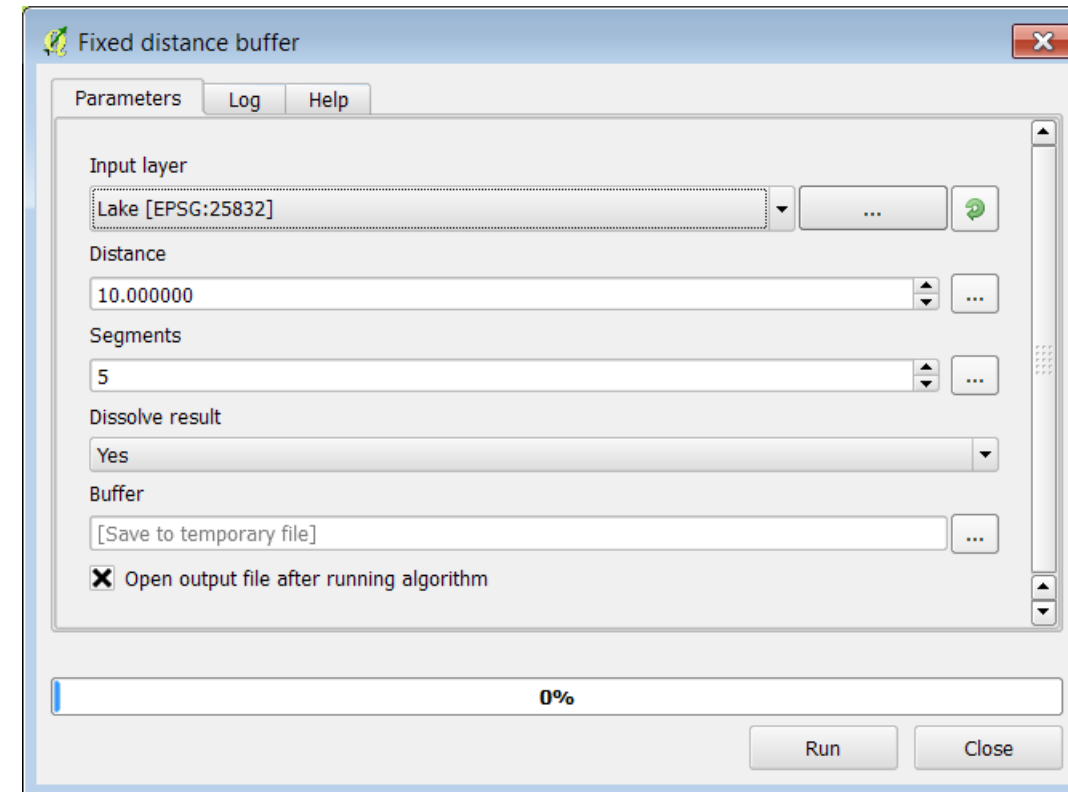 Fixed distance buffer
Parameters Log Help
Input layer
Lake [EPSG:25832]
...
Distance
10.000000
...
Segments
5
...
Dissolve result
Yes
Buffer
[Save to temporary file]
...
Open output file after running algorithm
0%
Run Close